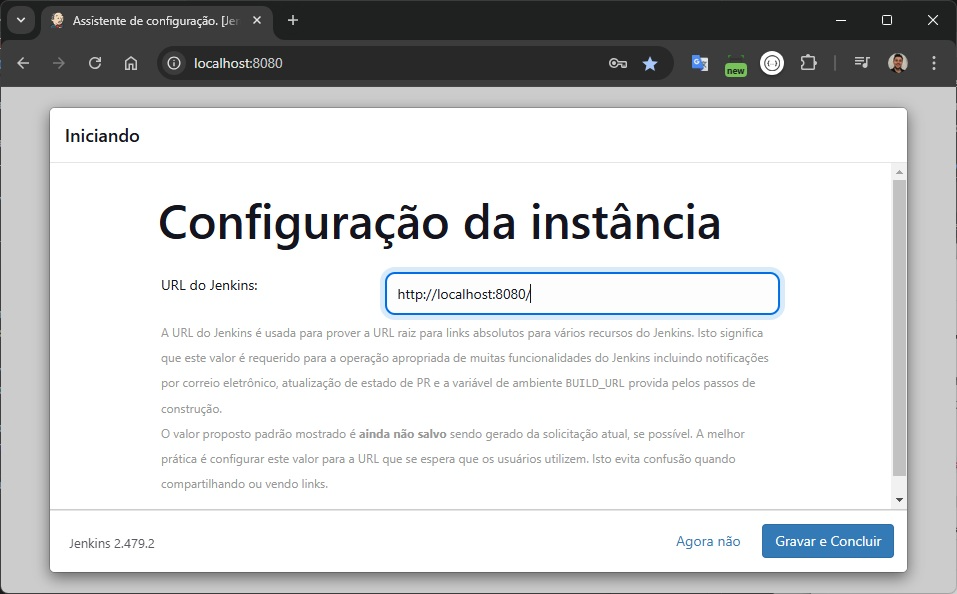 Assistente de configuração. [Jen
localhost:8080
new
Iniciando
Configuração da instância
URL do Jenkins:
http://localhost:8080/
A URL do Jenkins é usada para prover a URL raiz para links absolutos para vários recursos do Jenkins. Isto significa
que este valor é requerido para a operação apropriada de muitas funcionalidades do Jenkins incluindo notificações
por correio eletrônico, atualização de estado de PR e a variável de ambiente BUILD_URL provida pelos passos de
construção.
O valor proposto padrão mostrado é ainda não salvo sendo gerado da solicitação atual, se possível. A melhor
prática é configurar este valor para a URL que se espera que os usuários utilizem. Isto evita confusão quando
compartilhando ou vendo links.
Jenkins 2.479.2
Agora não
Gravar e Concluir